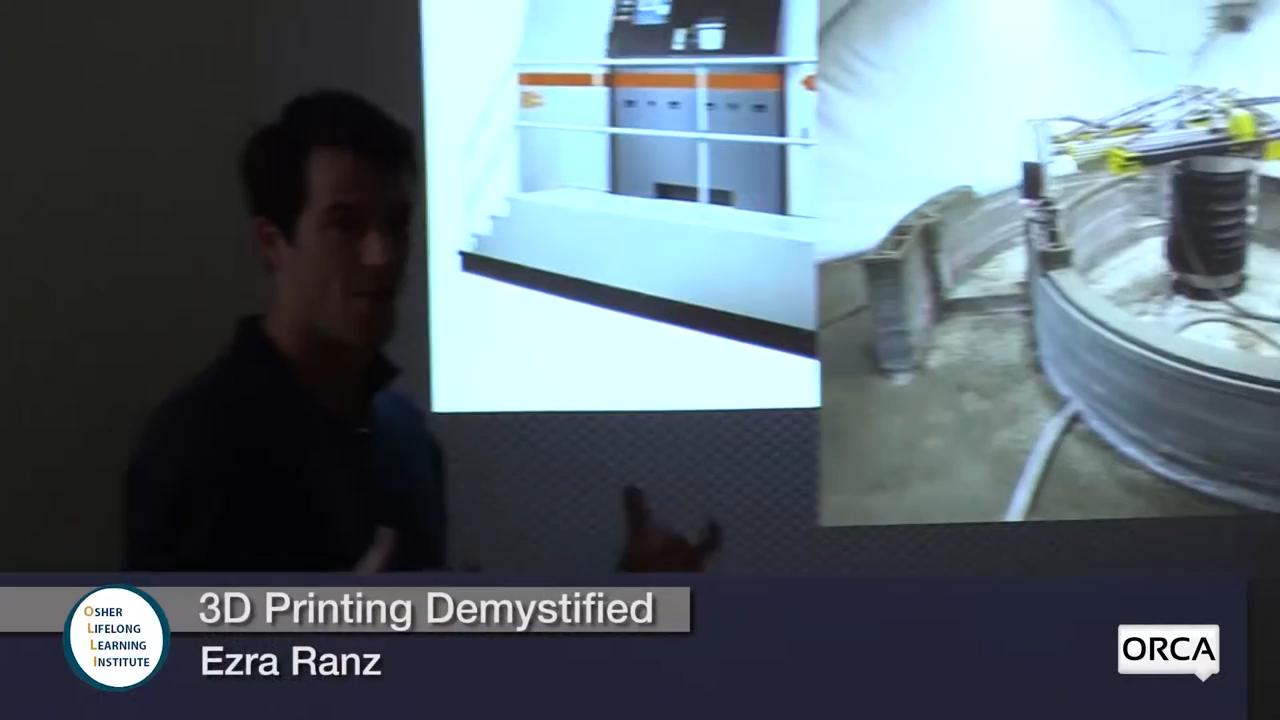 3D Printing Demystified
Ezra Ranz
OSHER
LIFELONG
LEARNING
INSTITUTE
ORCA